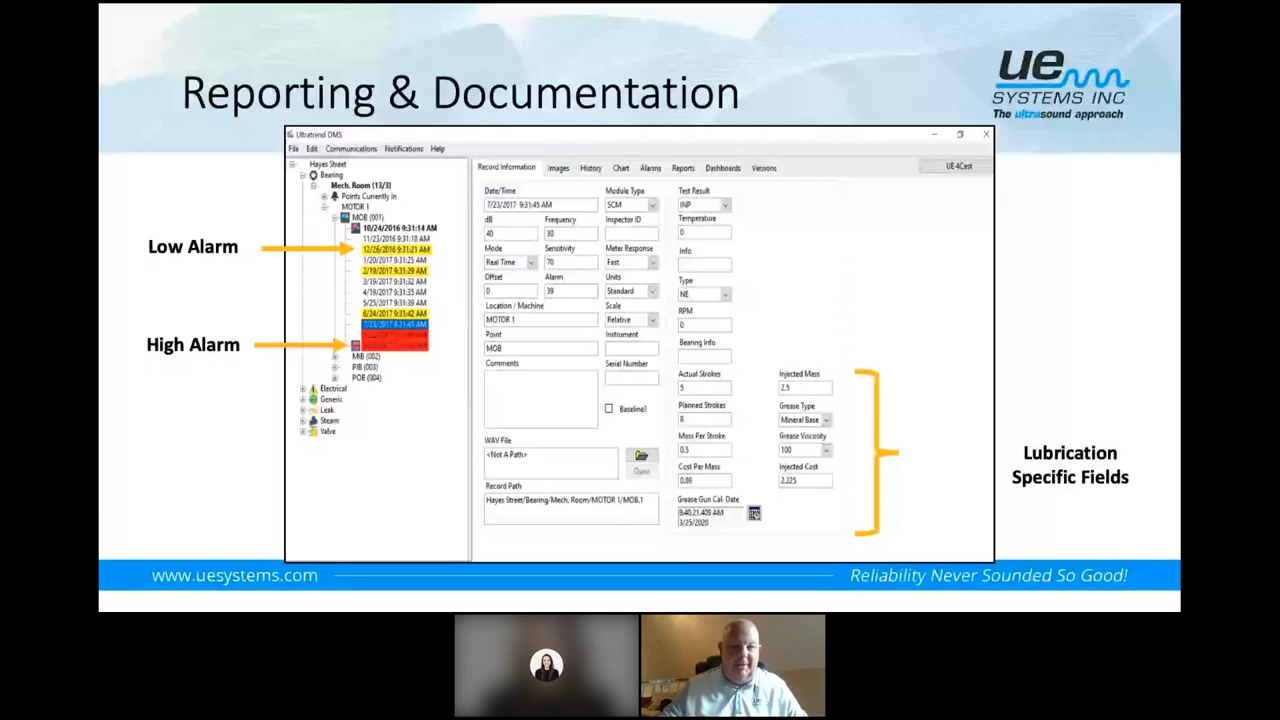 Reporting & Documentation
ue
SYSTEMS INC
The ultrasound approach
Ultratrend DMS
File Edit Communications Notifications Help
Hayes Street
Bearing
Mech. Room (13/3)
Points Currently In
MOTOR 1
MOB (001)
10/24/2016 9:31:14 AM
11/23/2016 9:31:18 AM
12/26/2016 9:31:21 AM
1/20/2017 9:31:25 AM
2/19/2017 9:31:29 AM
3/19/2017 9:31:32 AM
4/19/2017 9:31:35 AM
5/25/2017 9:31:39 AM
6/24/2017 9:31:42 AM
7/23/2017 9:31:45 AM
MIB (002)
PIB (003)
POB (004)
Electrical
Generic
Leak
Steam
Valve
Low Alarm
High Alarm
Record Information Images History Chart Alarms Reports Dashboards Versions
UE 4Cast
Date/Time Module Type Test Result
7/23/2017 9:31:45 AM SCM INP
dB Frequency Inspector ID Temperature
40 30 0
Mode Sensitivity Meter Response Info
Real Time 70 Fast
Offset Alarm Units Type
0 39 Standard NE
Location / Machine Scale RPM
MOTOR 1 Relative 0
Point Instrument Bearing Info
MOB
Comments Serial Number Actual Strokes Injected Mass
5 2.5
Baseline? Planned Strokes Grease Type
8 Mineral Base
WAV File Mass Per Stroke Grease Viscosity
<Not A Path> 0.5 100
Open Cost Per Mass Injected Cost
0.89 2.225
Record Path Grease Gun Cal. Date
Hayes Street/Bearing/Mech. Room/MOTOR 1/MOB.1
8:40:21.409 AM
3/25/2020
Lubrication
Specific Fields
www.uesystems.com
Reliability Never Sounded So Good!